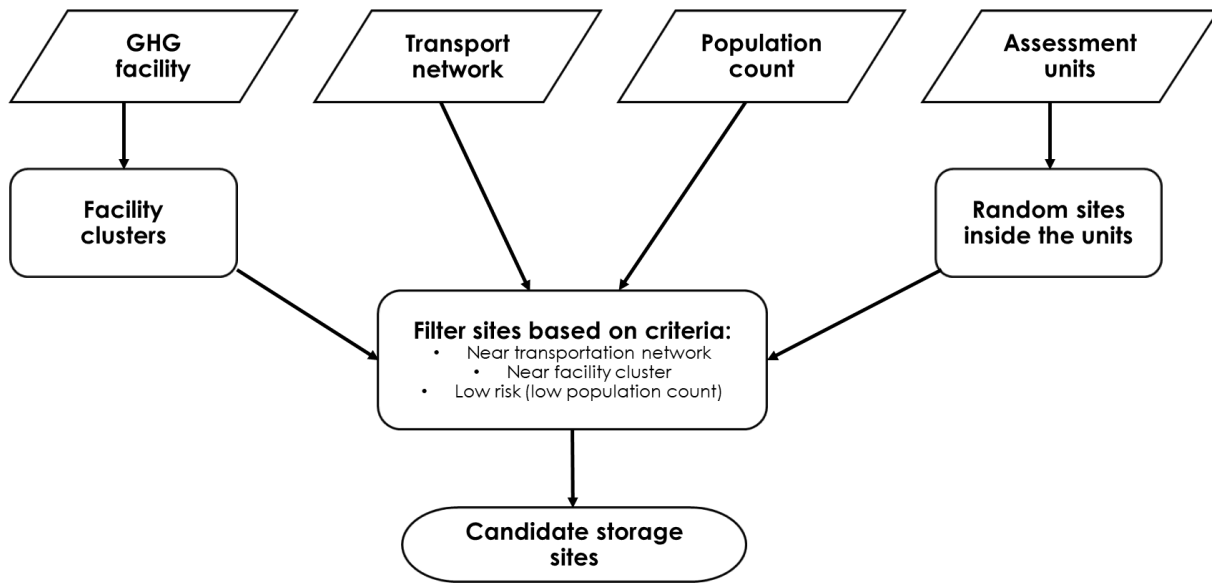 GHG
facility
Transport
network
Population
count
Assessment
units
Facility
clusters
Random sites
inside the units
Filter sites based on criteria:
• Near transportation network
• Near facility cluster
• Low risk (low population count)
Candidate storage
sites